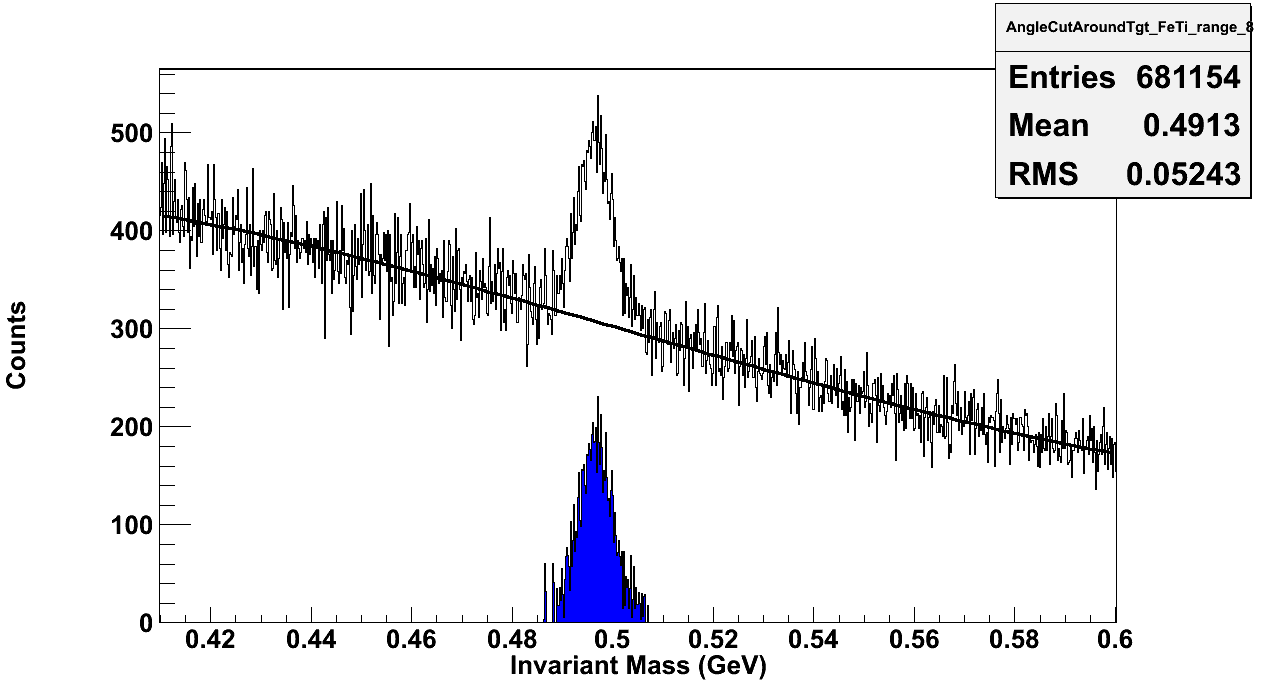 AngleCutAroundTgt_FeTi_range_8
Entries 681154
Mean 0.4913
RMS 0.05243
Counts
500
400
300
200
100
0
0.42 0.44 0.46 0.48 0.5 0.52 0.54 0.56 0.58 0.6
Invariant Mass (GeV)